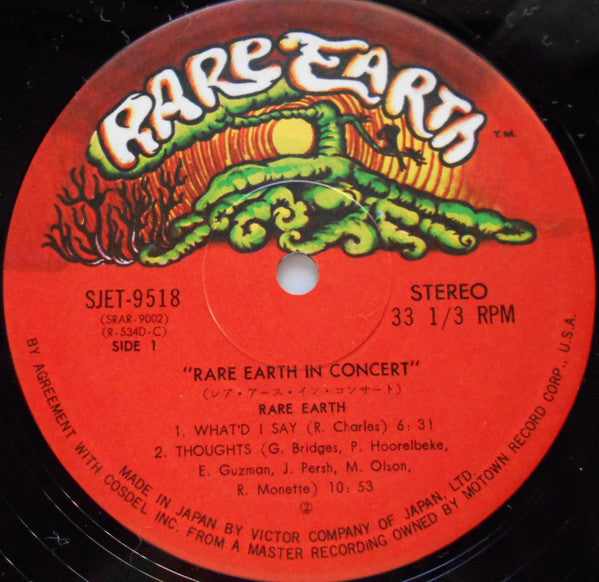 RARE EARTH
T.M.
SJET-9518
(SRAR-9002)
(R-534D-C)
SIDE 1
STEREO
33 1/3 RPM
"RARE EARTH IN CONCERT"
(レア・アース・イン・コンサート)
RARE EARTH
1. WHAT'D I SAY (R. Charles) 6: 31
2. THOUGHTS (G. Bridges, P. Hoorelbeke,
E. Guzman, J. Persh, M. Olson,
R. Monette) 10: 53
②
MADE IN JAPAN BY VICTOR COMPANY OF JAPAN, LTD.
BY AGREEMENT WITH COSDEL INC. FROM A MASTER RECORDING OWNED BY MOTOWN RECORD CORP., U.S.A.